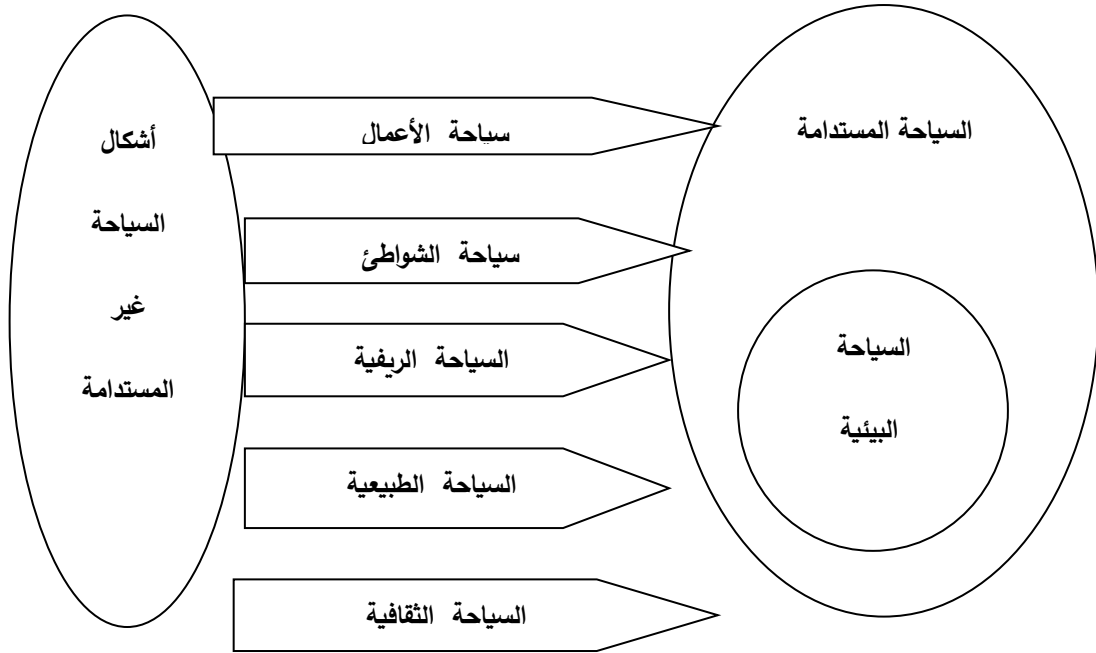 أشكال
السياحة
غير
المستدامة
سياحة الأعمال
سياحة الشواطئ
السياحة الريفية
السياحة الطبيعية
السياحة الثقافية
السياحة المستدامة
السياحة
البيئية